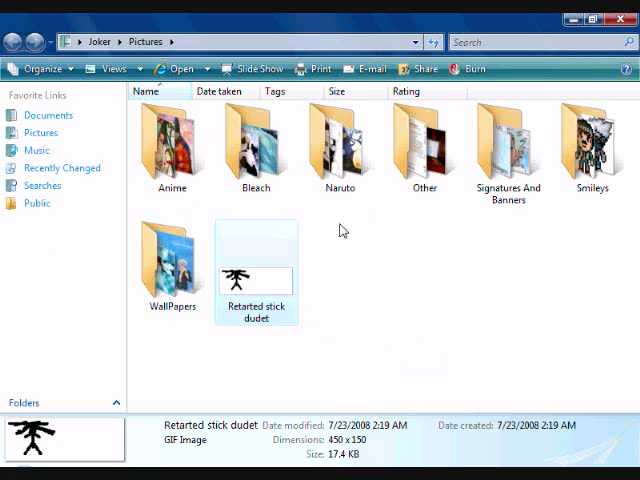 Joker Pictures
Search
Organize Views Open Slide Show Print E-mail Share Burn
Favorite Links
Documents
Pictures
Music
Recently Changed
Searches
Public
Folders
Name Date taken Tags Size Rating
Anime
Bleach
Naruto
Other
Signatures And
Banners
Smileys
WallPapers
Retarted stick
dudet
Retarted stick dudet Date modified: 7/23/2008 2:19 AM Date created: 7/23/2008 2:19 AM
GIF Image Dimensions: 450 x 150
Size: 17.4 KB